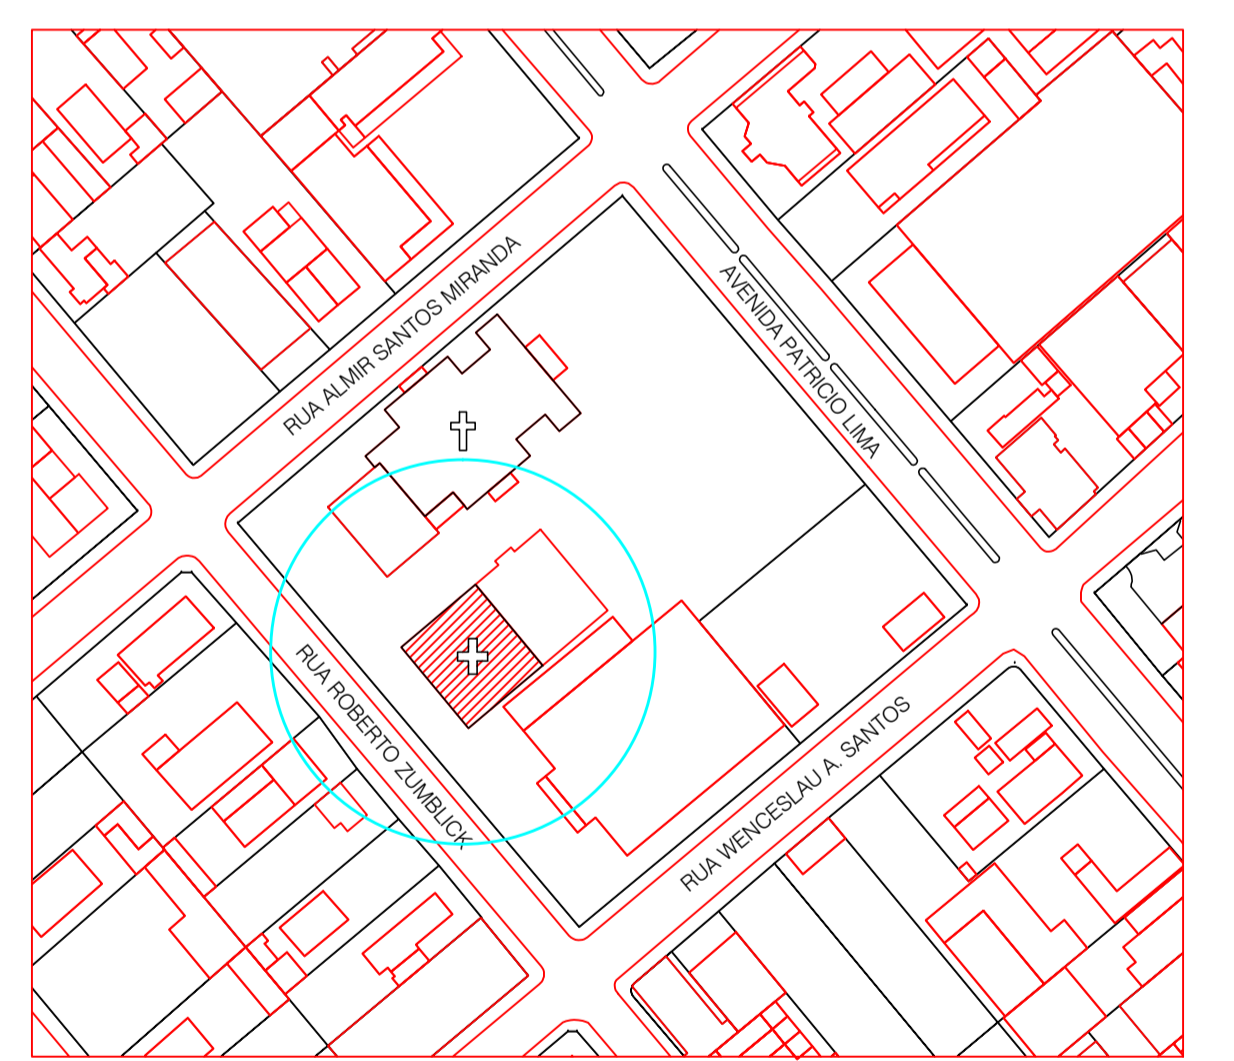 RUA ALMIR SANTOS MIRANDA
AVENIDA PATRICIO LIMA
RUA ROBERTO ZUMBLICK
RUA WENCESLAU A. SANTOS